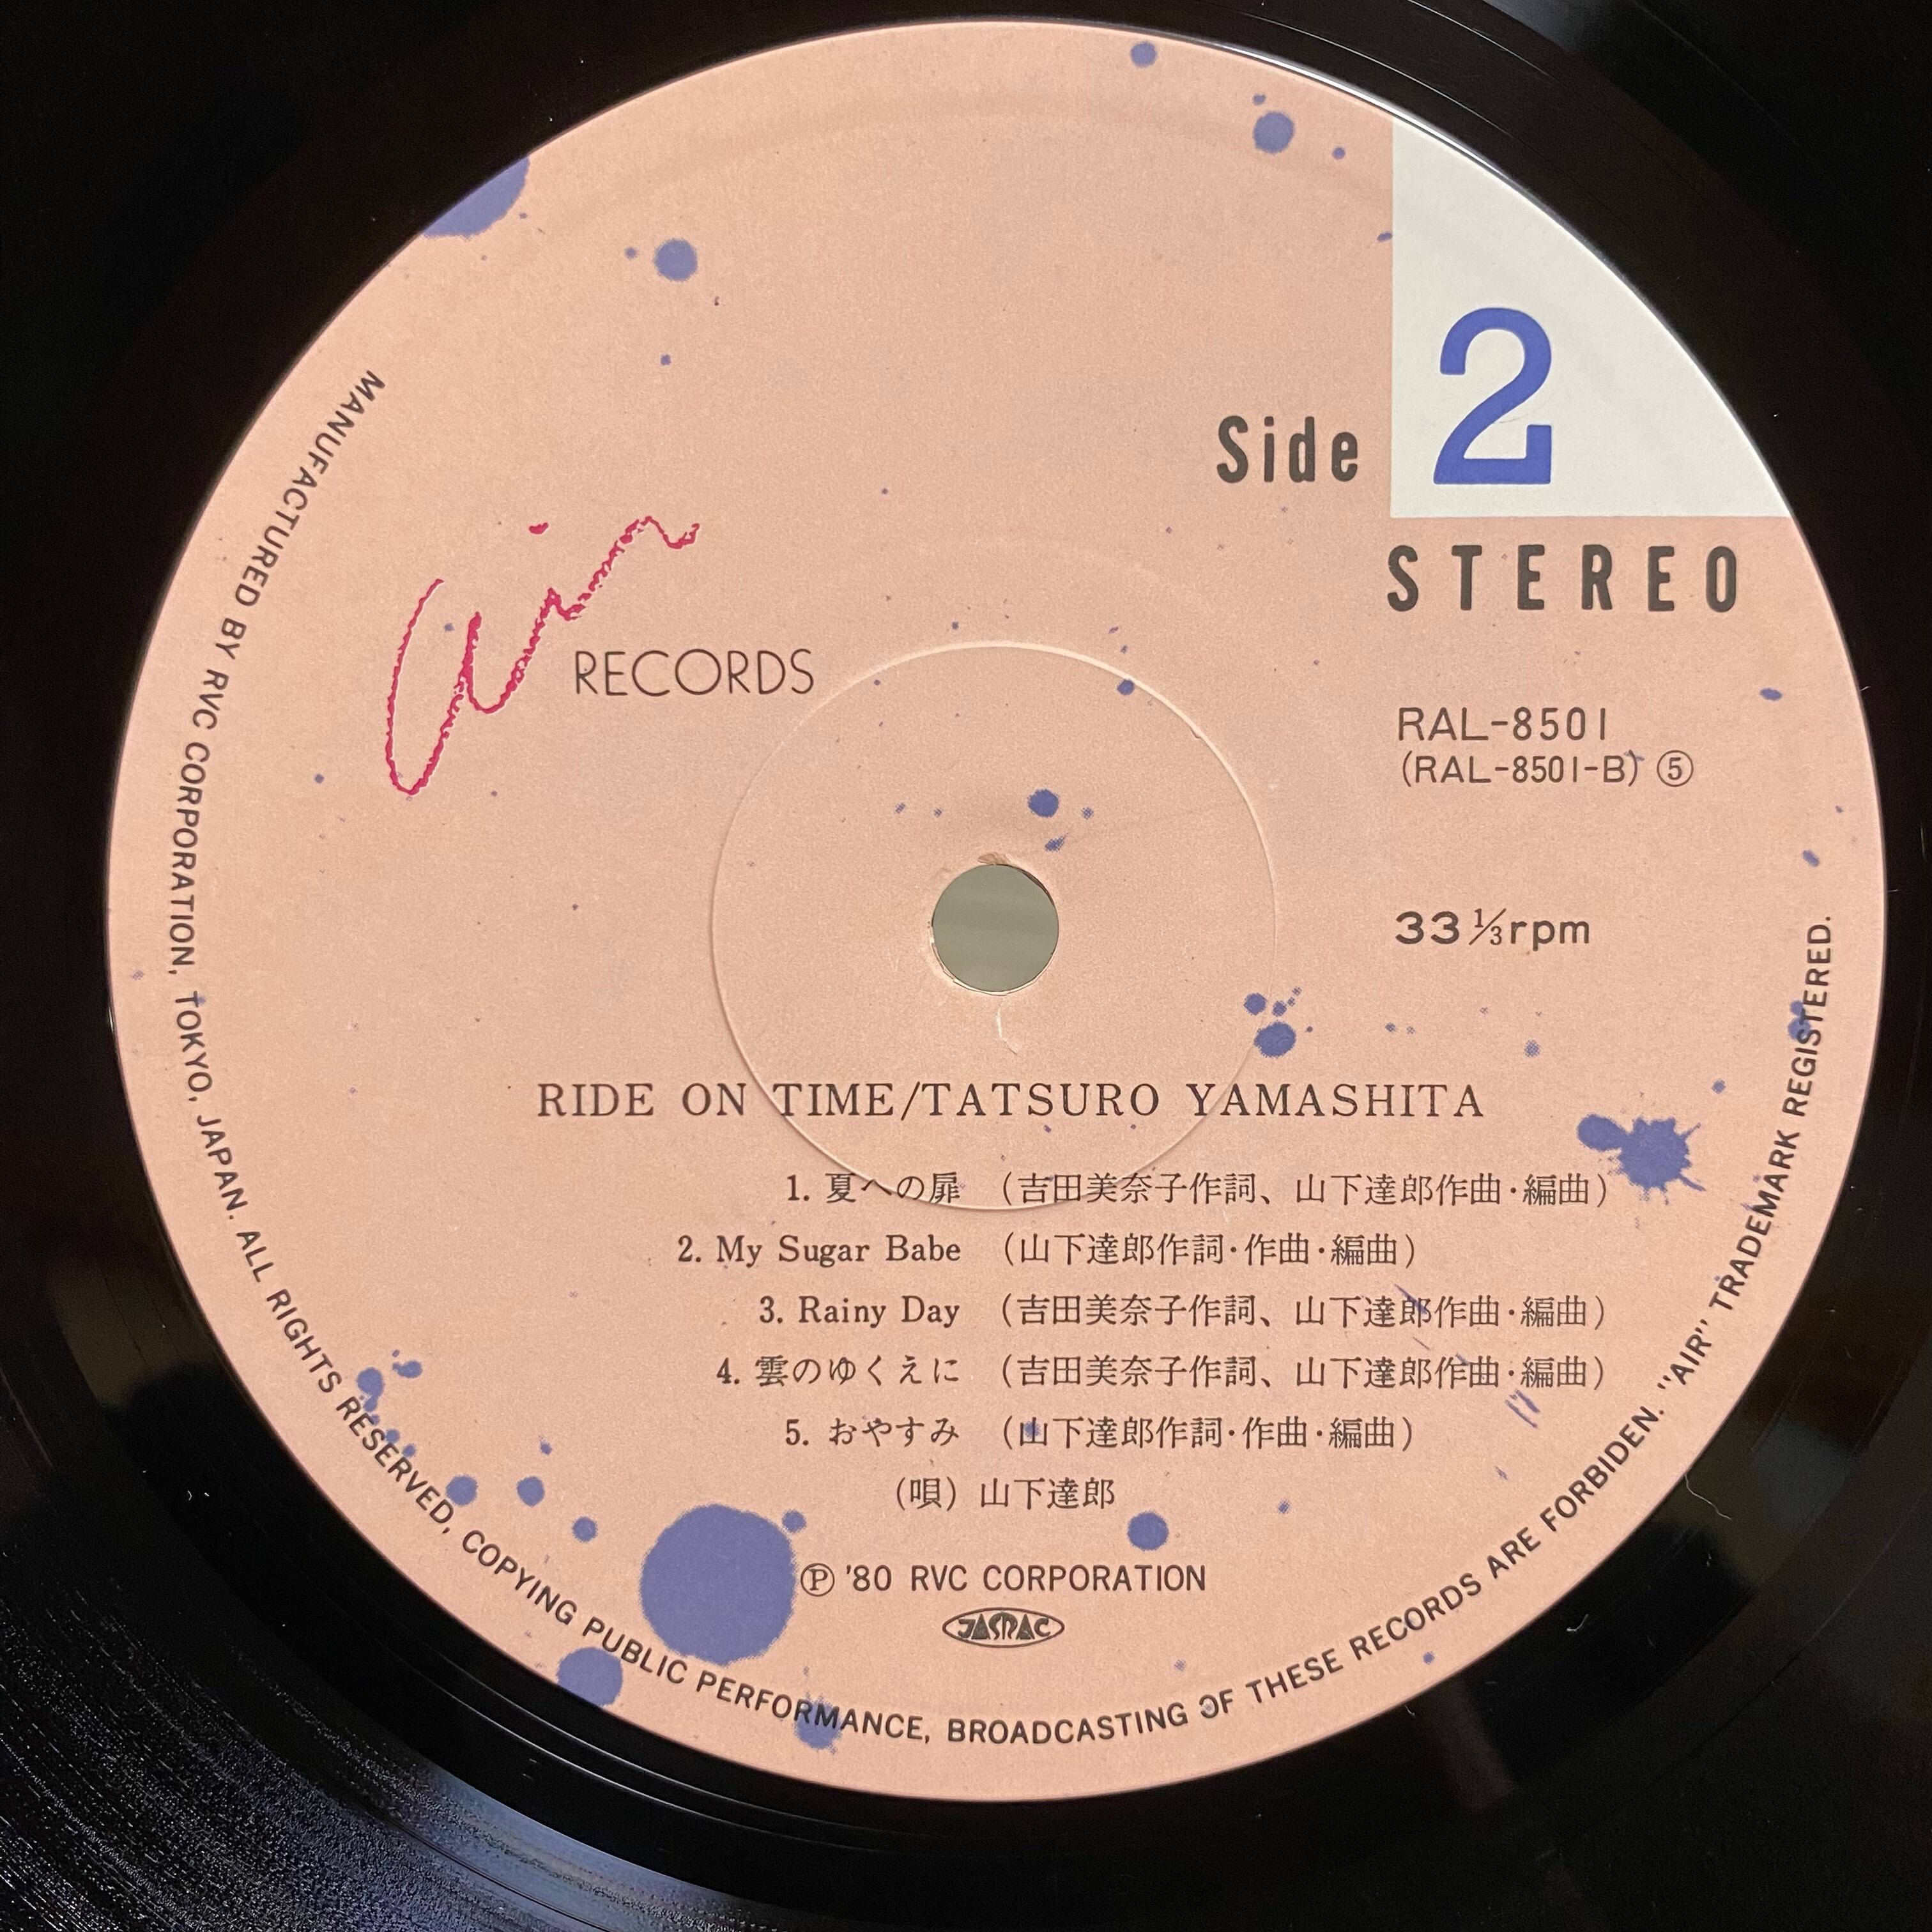 Side 2
STEREO
air RECORDS
RAL-8501
(RAL-8501-B) ⑤
33 ⅓ rpm
RIDE ON TIME/TATSURO YAMASHITA
1. 夏への扉 (吉田美奈子作詞、山下達郎作曲・編曲)
2. My Sugar Babe (山下達郎作詞・作曲・編曲)
3. Rainy Day (吉田美奈子作詞、山下達郎作曲・編曲)
4. 雲のゆくえに (吉田美奈子作詞、山下達郎作曲・編曲)
5. おやすみ (山下達郎作詞・作曲・編曲)
(唄) 山下達郎
Ⓟ '80 RVC CORPORATION
JASRAC
MANUFACTURED BY RVC CORPORATION, TOKYO, JAPAN. ALL RIGHTS RESERVED, COPYING PUBLIC PERFORMANCE, BROADCASTING OF THESE RECORDS ARE FORBIDEN. "AIR" TRADEMARK REGISTERED.